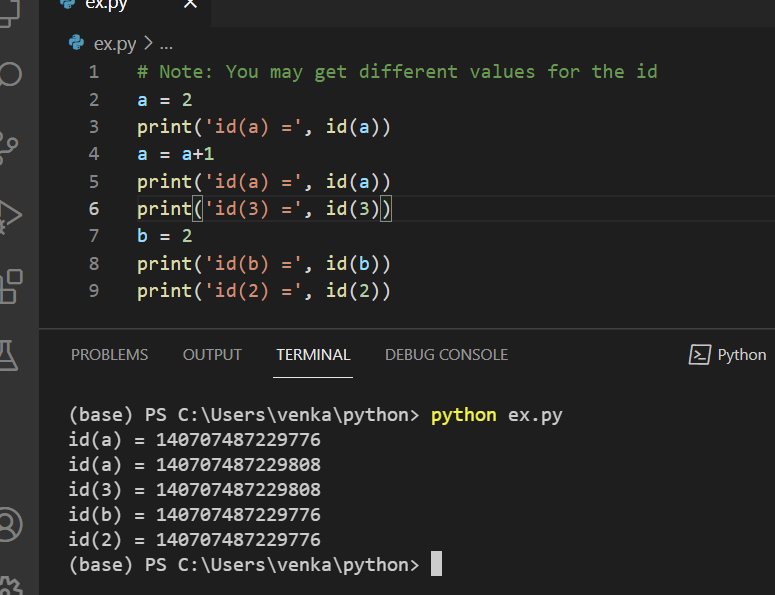 ex.py
ex.py > ...
1 # Note: You may get different values for the id
2 a = 2
3 print('id(a) =', id(a))
4 a = a+1
5 print('id(a) =', id(a))
6 print('id(3) =', id(3))
7 b = 2
8 print('id(b) =', id(b))
9 print('id(2) =', id(2))
PROBLEMS OUTPUT TERMINAL DEBUG CONSOLE Python
(base) PS C:\Users\venka\python> python ex.py
id(a) = 140707487229776
id(a) = 140707487229808
id(3) = 140707487229808
id(b) = 140707487229776
id(2) = 140707487229776
(base) PS C:\Users\venka\python>